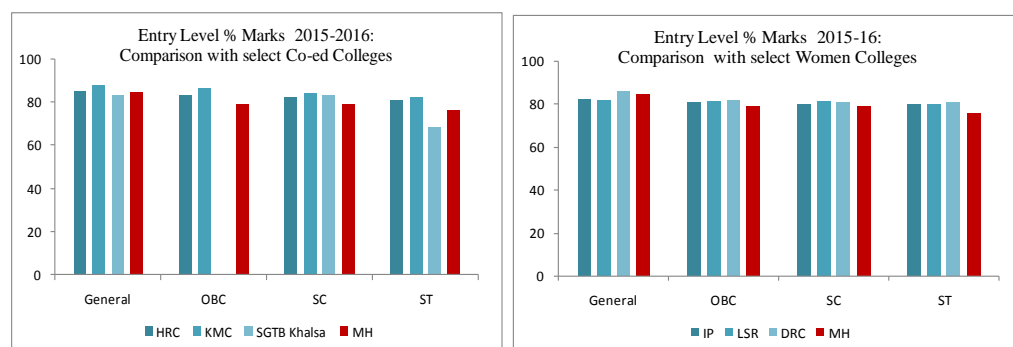 Entry Level % Marks 2015-2016:
Comparison with select Co-ed Colleges
100
80
60
40
20
0
General OBC SC ST
HRC KMC SGTB Khalsa MH
Entry Level % Marks 2015-16:
Comparison with select Women Colleges
100
80
60
40
20
0
General OBC SC ST
IP LSR DRC MH